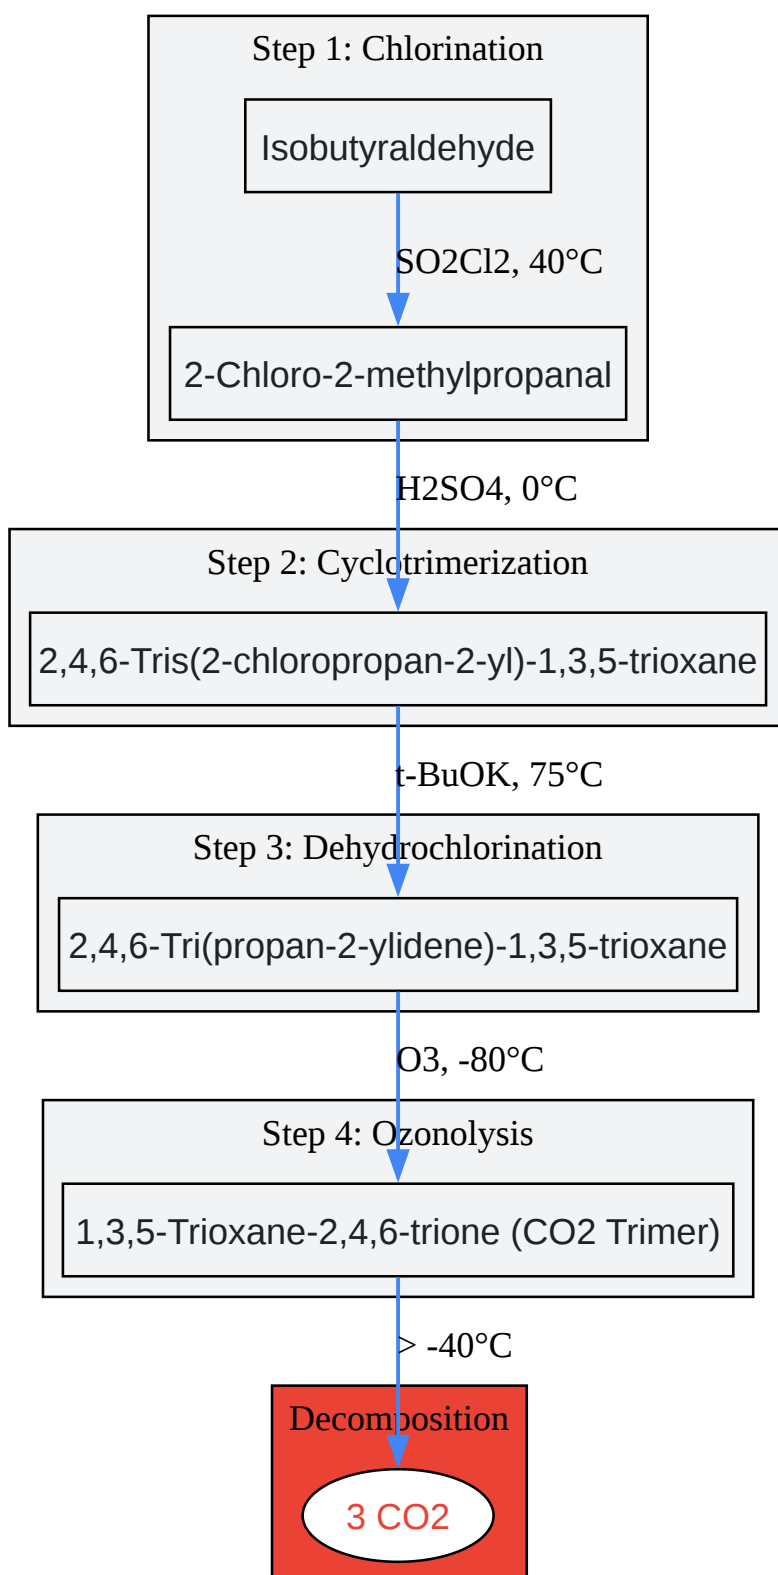 Step 1: Chlorination
Isobutyraldehyde
SO2Cl2, 40°C
2-Chloro-2-methylpropanal
H2SO4, 0°C
Step 2: Cyclotrimerization
2,4,6-Tris(2-chloropropan-2-yl)-1,3,5-trioxane
t-BuOK, 75°C
Step 3: Dehydrochlorination
2,4,6-Tri(propan-2-ylidene)-1,3,5-trioxane
O3, -80°C
Step 4: Ozonolysis
1,3,5-Trioxane-2,4,6-trione (CO2 Trimer)
> -40°C
Decomposition
3 CO2